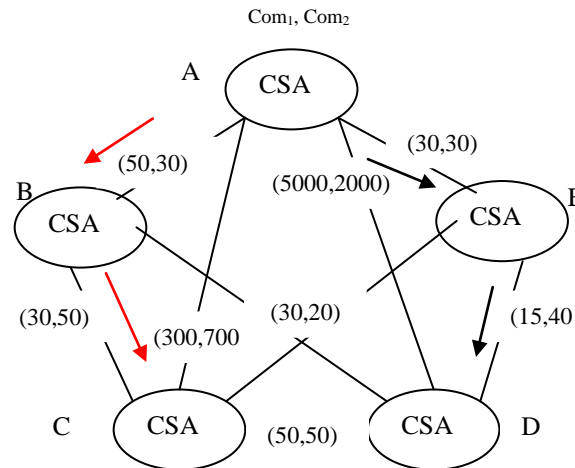 Com₁, Com₂
A
CSA
(50,30)
(30,30)
(5000,2000)
B
CSA
CSA
(30,50)
(300,700
(30,20)
(15,40
C
CSA
(50,50)
CSA
D